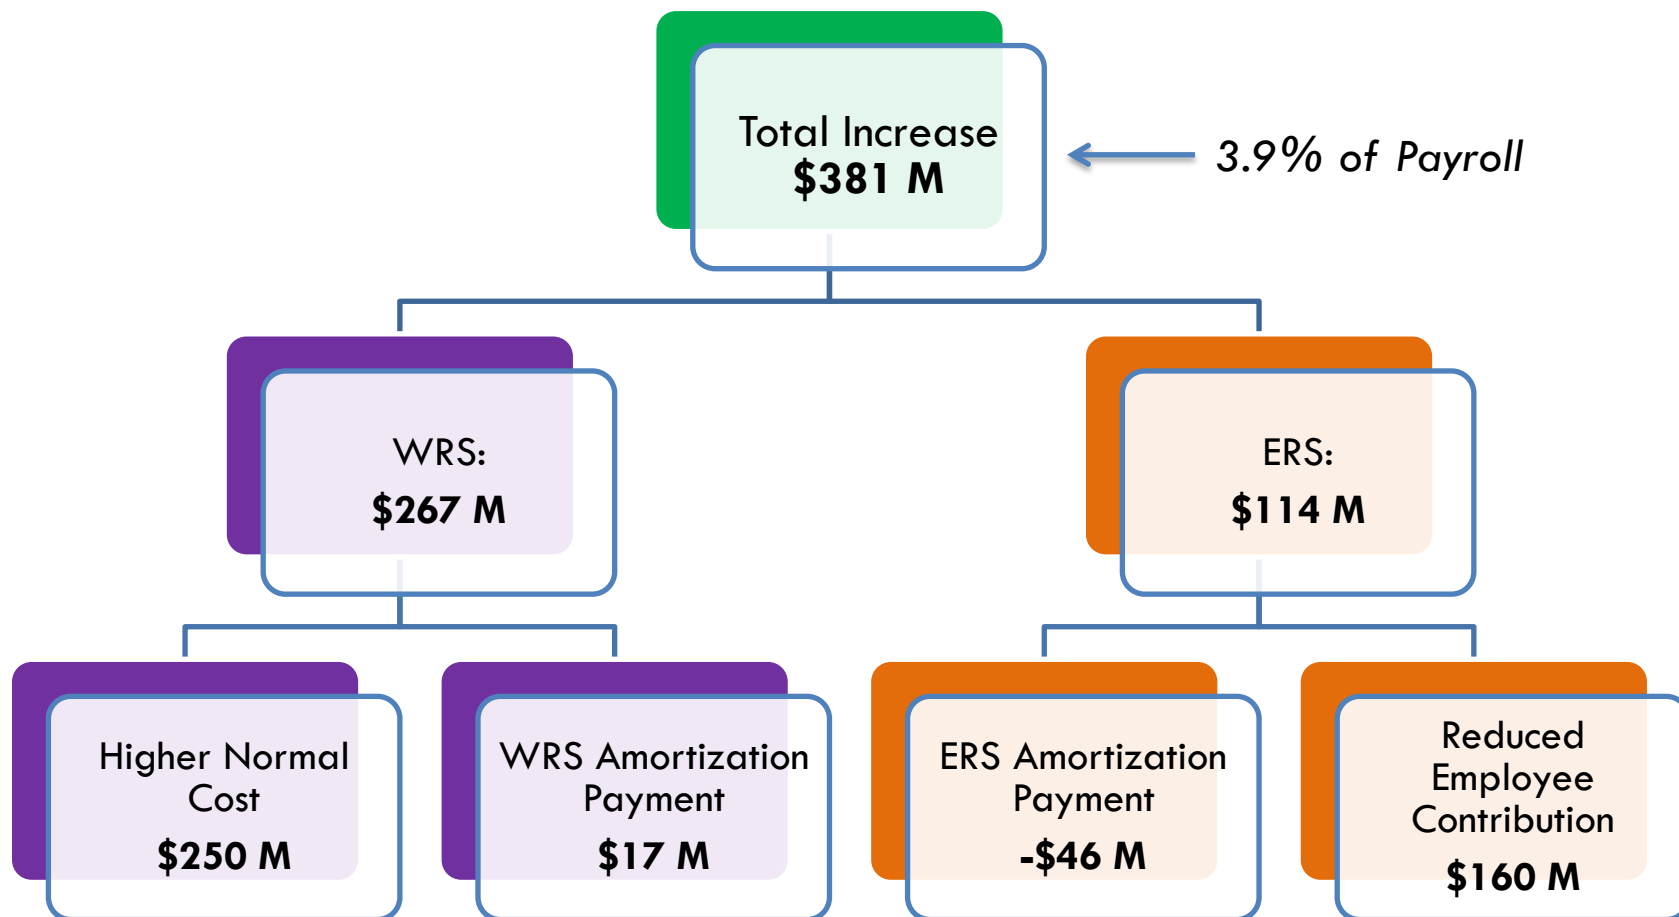 Total Increase
$381 M
3.9% of Payroll
WRS:
$267 M
ERS:
$114 M
Higher Normal
Cost
$250 M
WRS Amortization
Payment
$17 M
ERS Amortization
Payment
-$46 M
Reduced
Employee
Contribution
$160 M